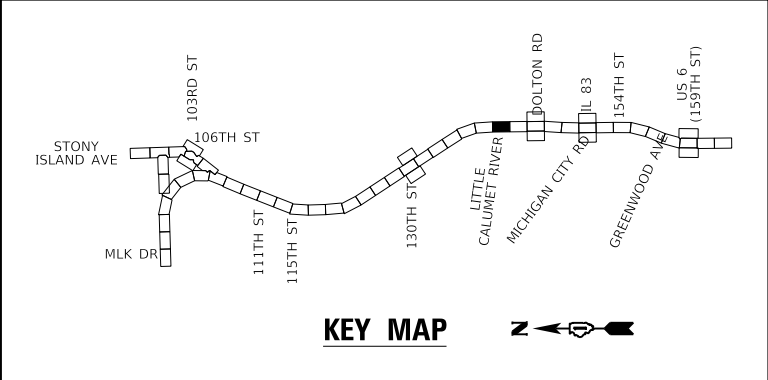 103RD ST
106TH ST
STONY
ISLAND AVE
MLK DR
111TH ST
115TH ST
130TH ST
LITTLE
CALUMET RIVER
DOLTON RD
MICHIGAN CITY RD
IL 83
154TH ST
GREENWOOD AVE
US 6
(159TH ST)
KEY MAP
N